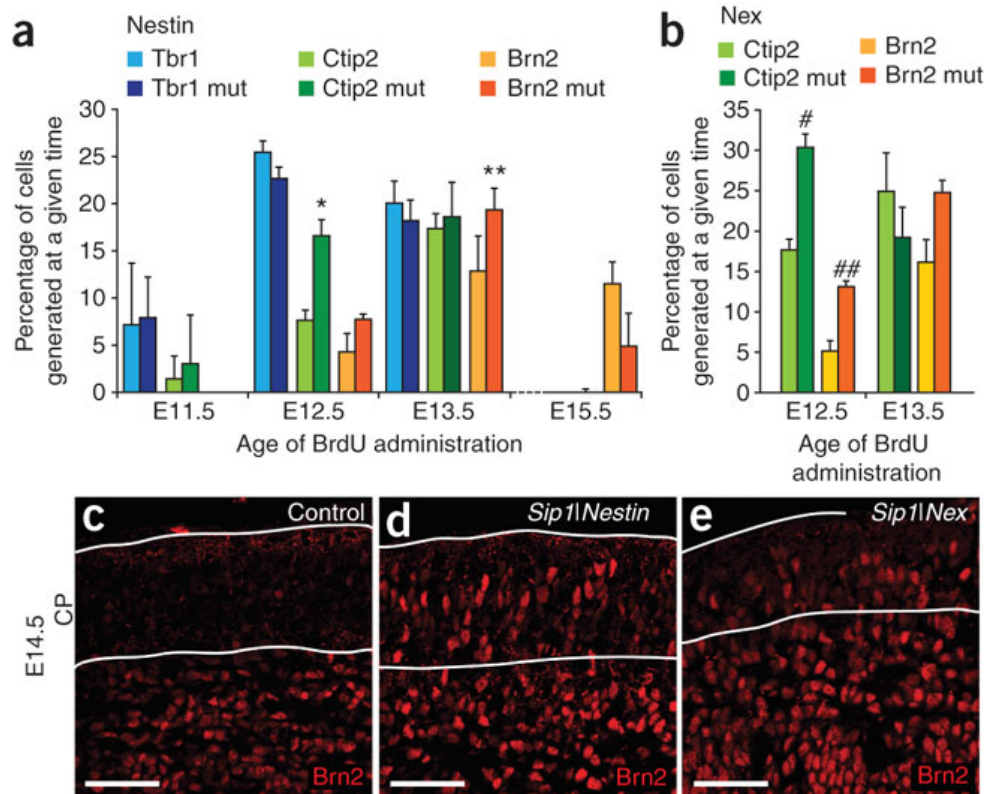 a
Nestin
Tbr1
Ctip2
Brn2
Tbr1 mut
Ctip2 mut
Brn2 mut
Percentage of cells
generated at a given time
30
25
20
15
10
5
0
*
**
E11.5
E12.5
E13.5
E15.5
Age of BrdU administration
b
Nex
Ctip2
Brn2
Ctip2 mut
Brn2 mut
Percentage of cells
generated at a given time
35
30
25
20
15
10
5
0
#
##
E12.5
E13.5
Age of BrdU
administration
E14.5
CP
c
Control
Brn2
d
Sip1|Nestin
Brn2
e
Sip1|Nex
Brn2